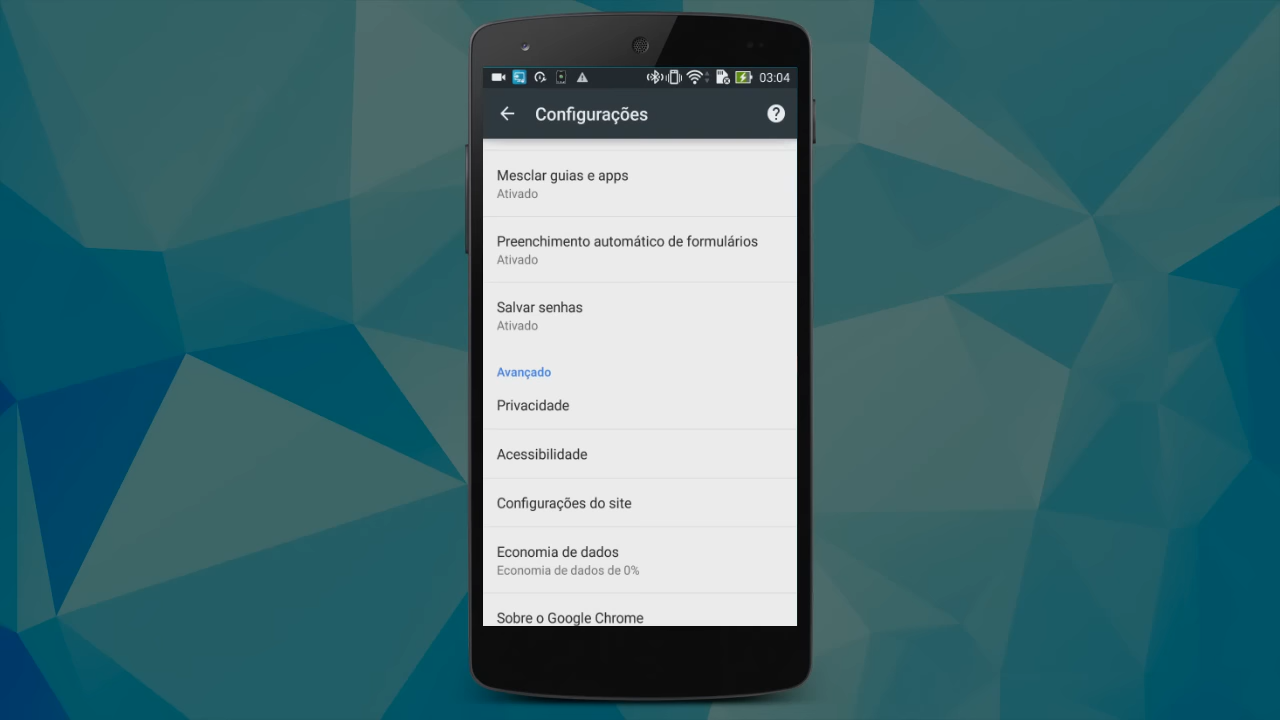 03:04
Configurações
Mesclar guias e apps
Ativado
Preenchimento automático de formulários
Ativado
Salvar senhas
Ativado
Avançado
Privacidade
Acessibilidade
Configurações do site
Economia de dados
Economia de dados de 0%
Sobre o Google Chrome